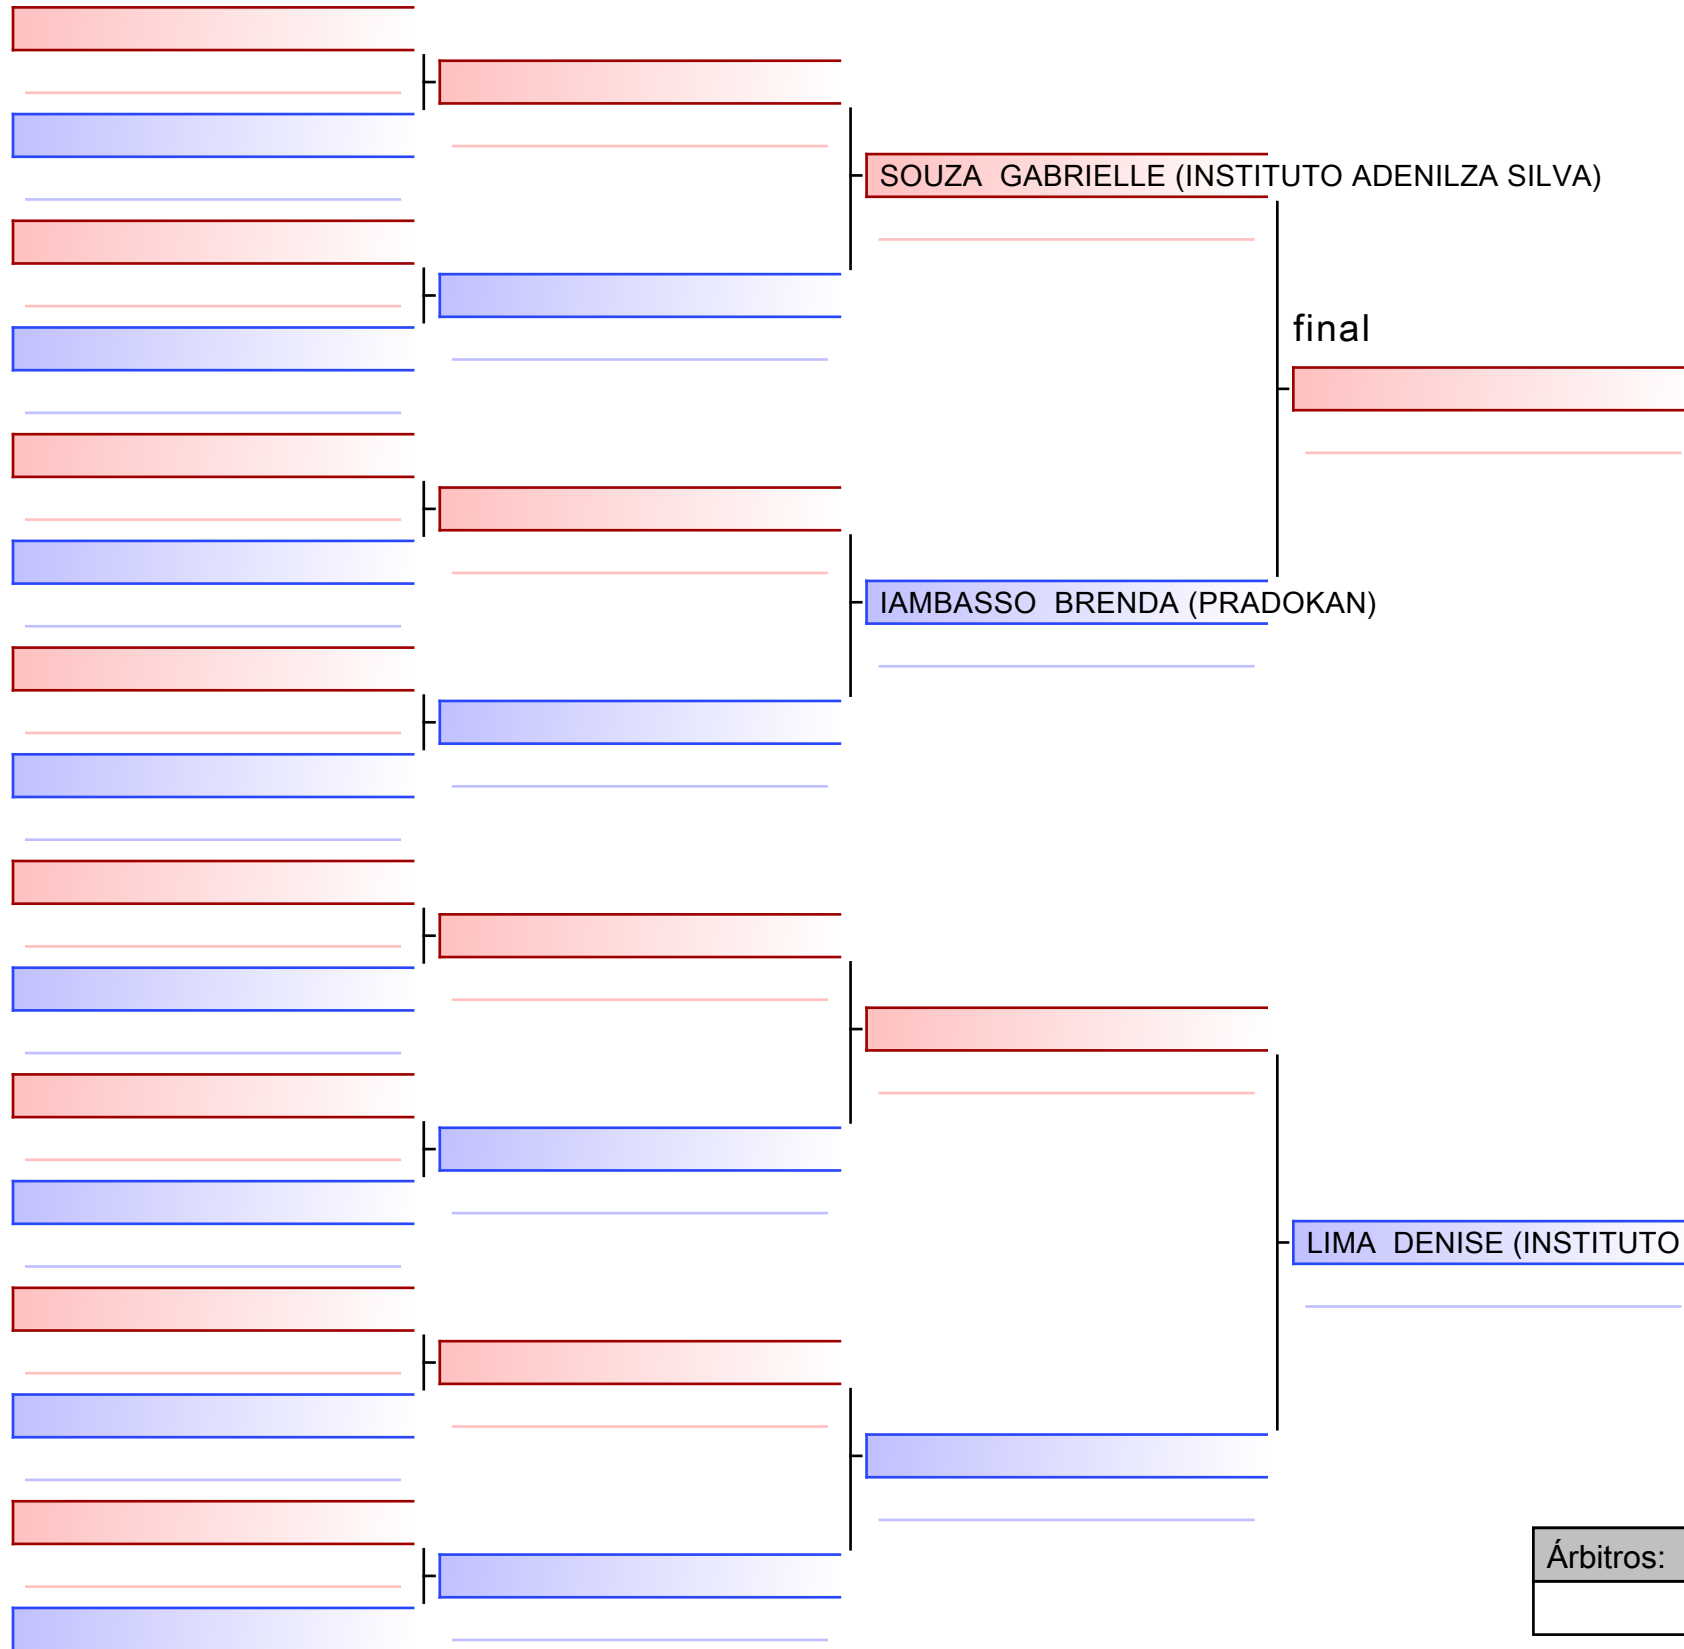 SOUZA  GABRIELLE (INSTITUTO ADENILZA SILVA)
final
IAMBASSO  BRENDA (PRADOKAN)
LIMA  DENISE (INSTITUTO
Árbitros: